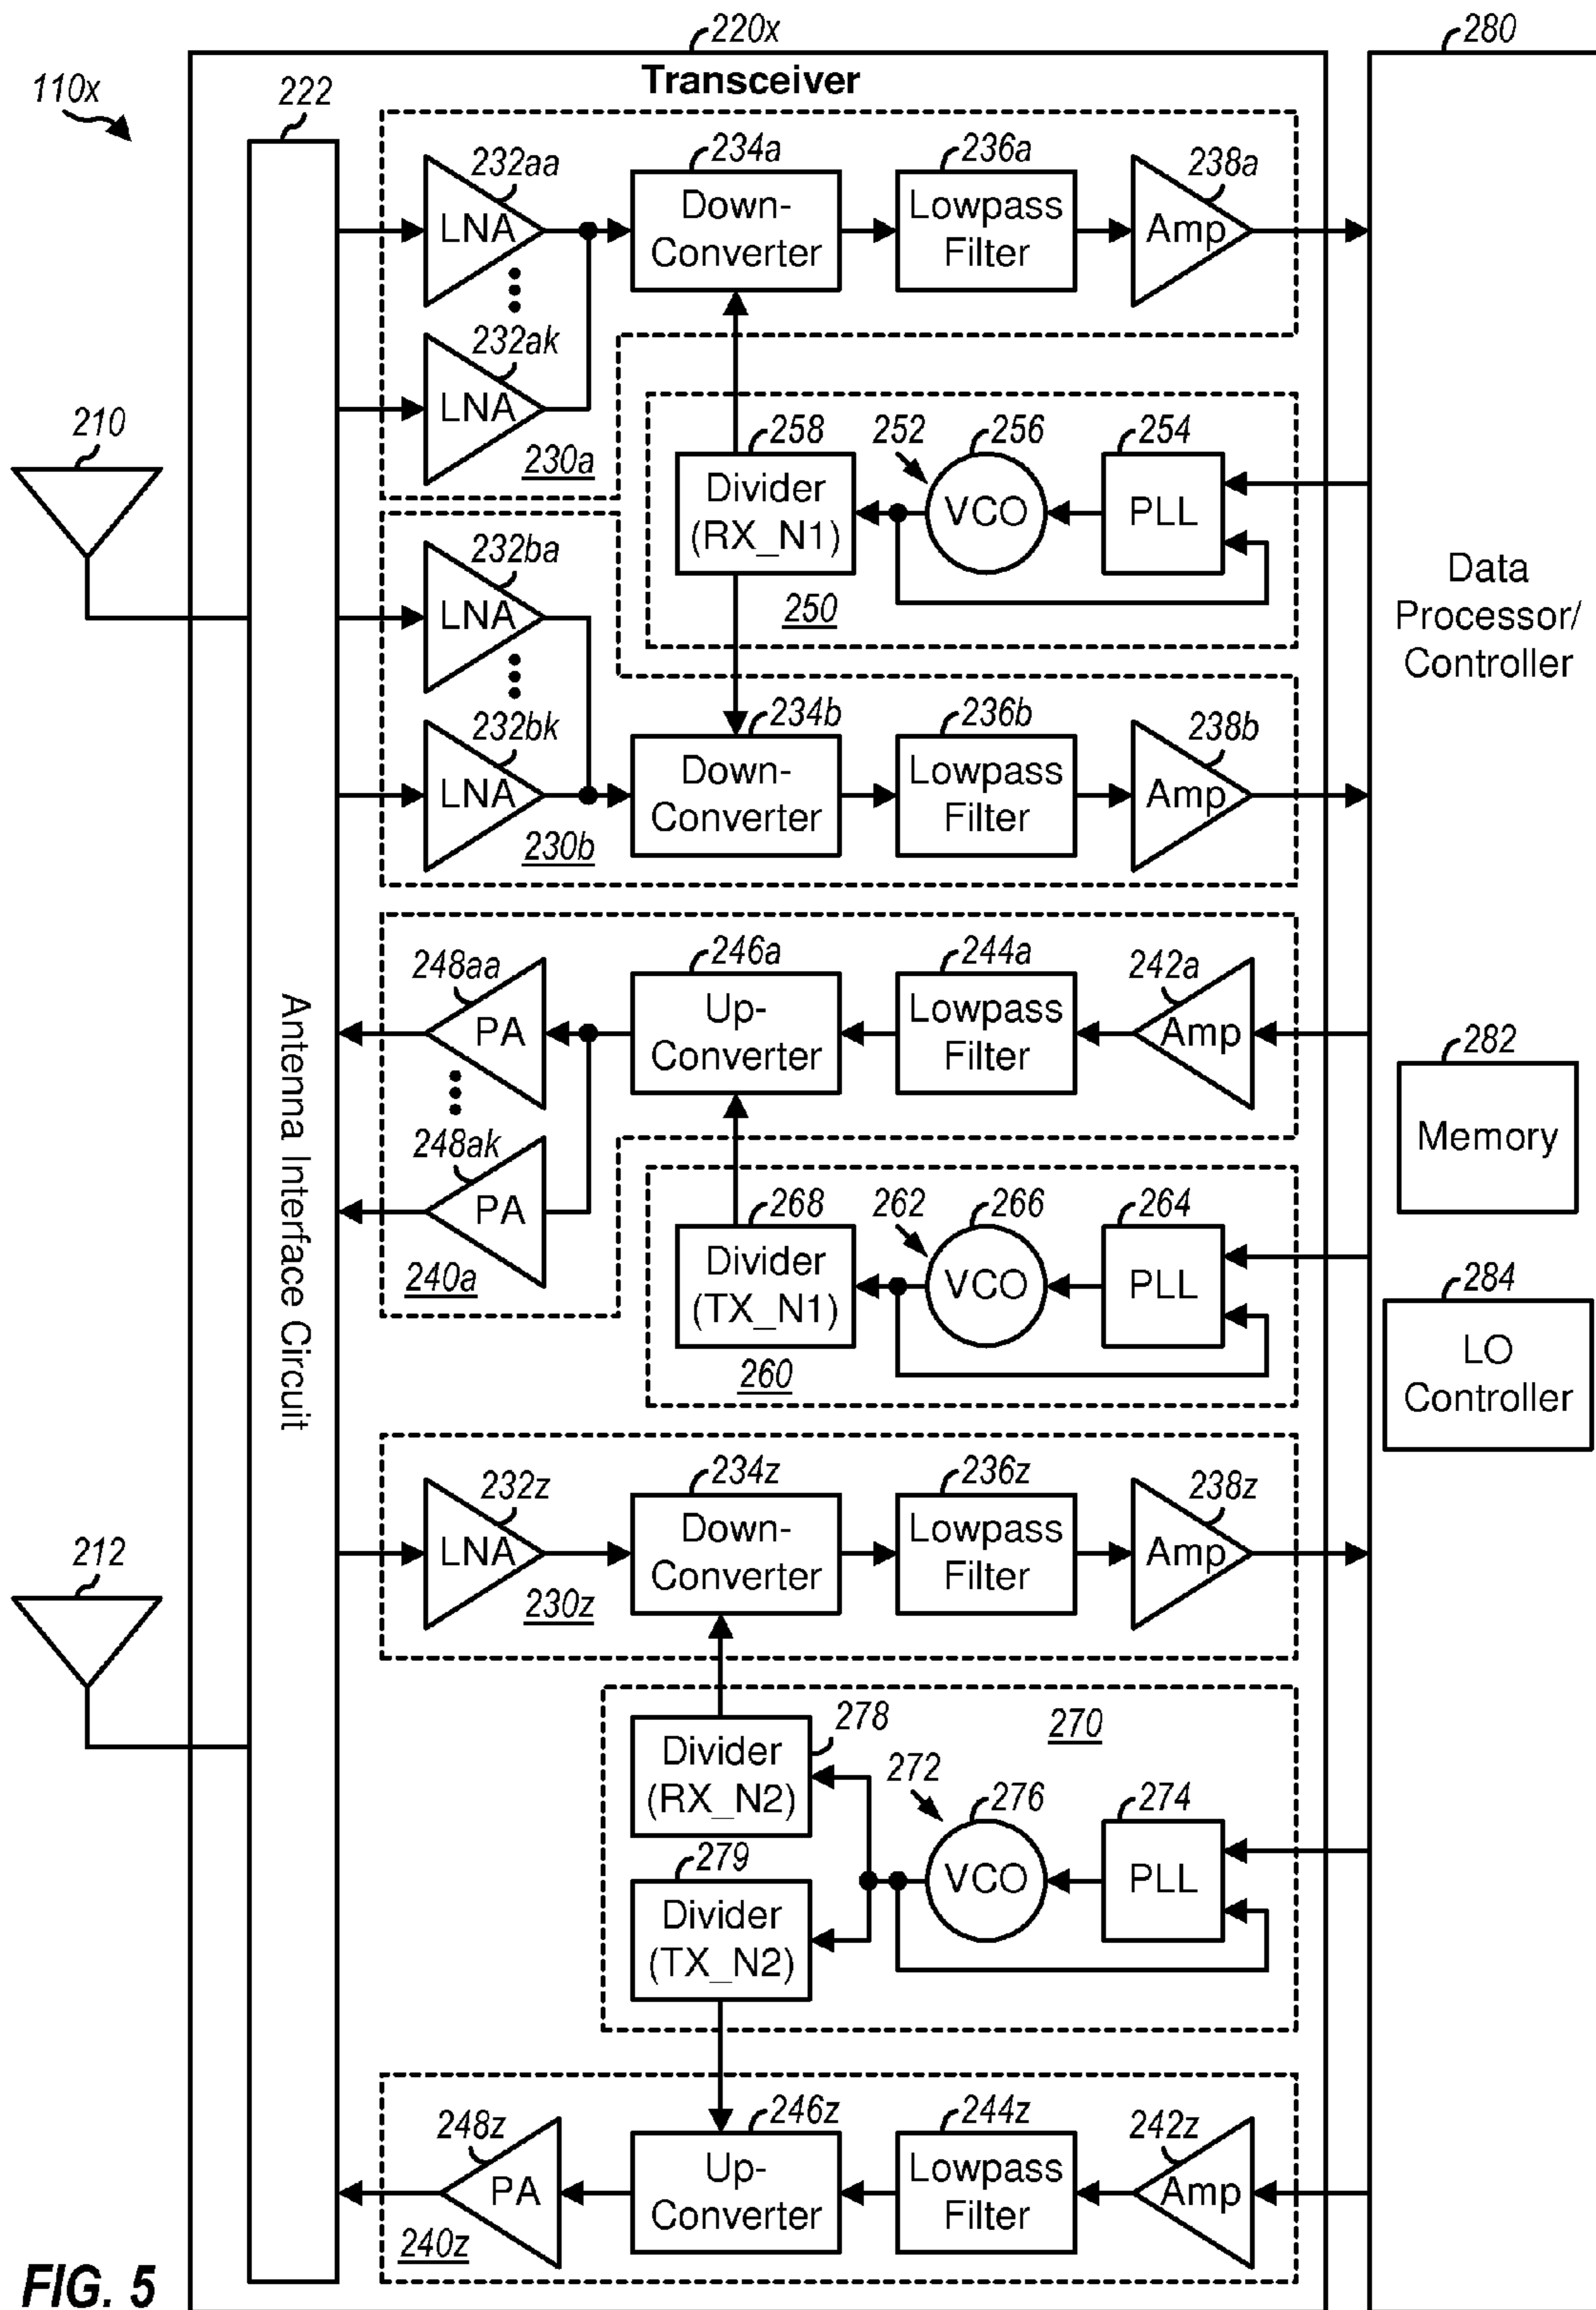 220x
280
110x
222
Transceiver
232aa
234a
236a
238a
LNA
Down-
Converter
Lowpass
Filter
Amp
232ak
LNA
230a
210
258
252
256
254
Divider
(RX_N1)
VCO
PLL
250
232ba
LNA
Data
Processor/
Controller
232bk
234b
236b
238b
LNA
Down-
Converter
Lowpass
Filter
Amp
230b
248aa
246a
244a
242a
PA
Up-
Converter
Lowpass
Filter
Amp
Antenna Interface Circuit
282
Memory
248ak
PA
240a
268
262
266
264
Divider
(TX_N1)
VCO
PLL
260
284
LO
Controller
232z
234z
236z
238z
LNA
Down-
Converter
Lowpass
Filter
Amp
230z
212
278
270
Divider
(RX_N2)
272
276
274
279
VCO
PLL
Divider
(TX_N2)
248z
246z
244z
242z
PA
Up-
Converter
Lowpass
Filter
Amp
240z
FIG. 5